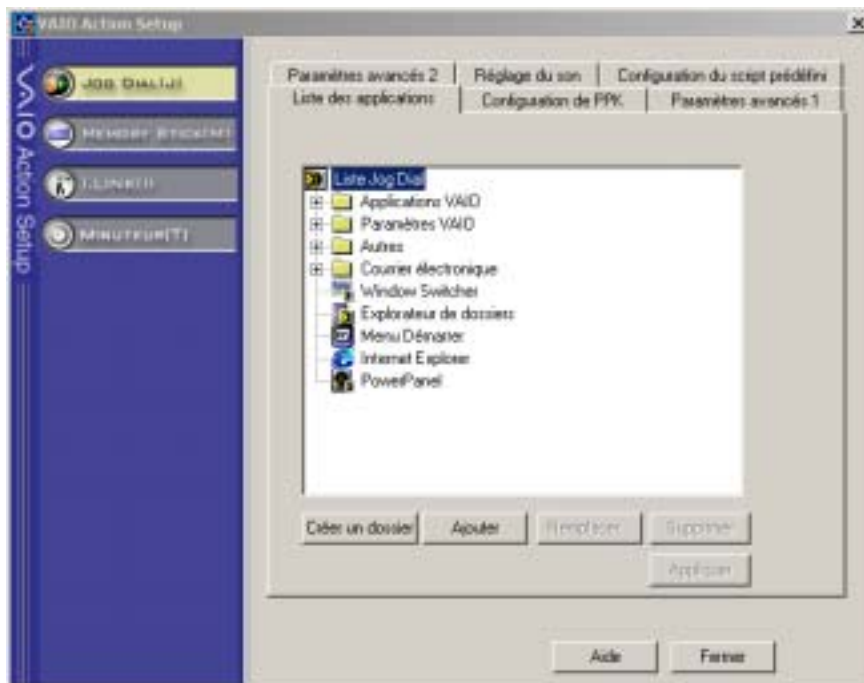 VAIO Action Setup
VAIO Action Setup
JOG DIAL(J)
MEMORY STICK(M)
I.LINK(I)
MINUTEUR(T)
Paramètres avancés 2
Réglage du son
Configuration du script prédéfini
Liste des applications
Configuration de PPK
Paramètres avancés 1
Liste Jog Dial
Applications VAIO
Paramètres VAIO
Autres
Courrier électronique
Window Switcher
Explorateur de dossiers
Menu Démarrer
Internet Explorer
PowerPanel
Créer un dossier
Ajouter
Remplacer
Supprimer
Appliquer
Aide
Fermer